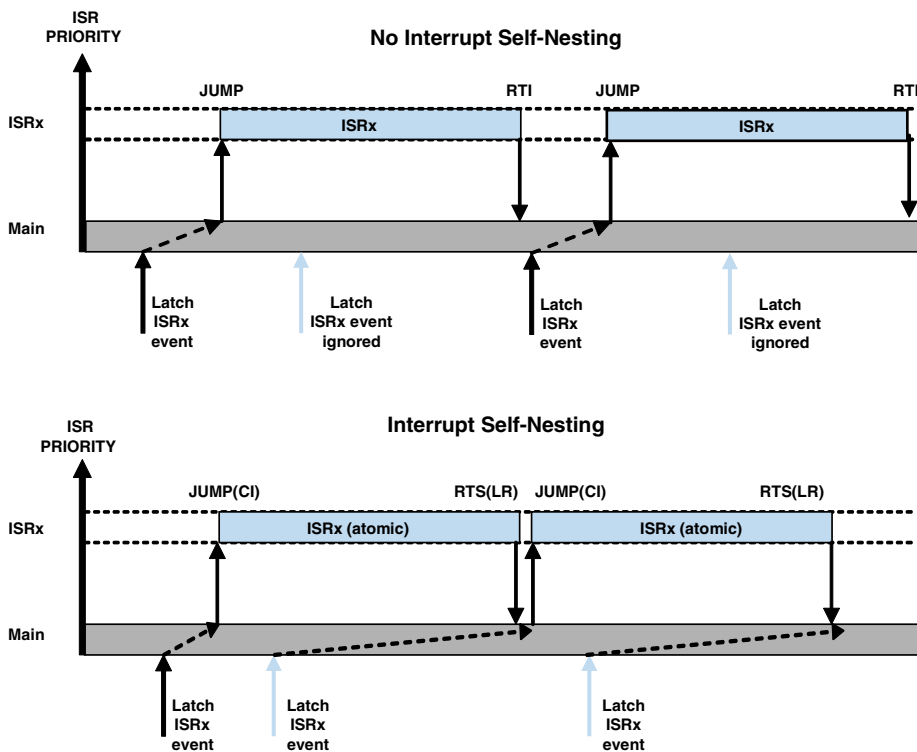 ISR
PRIORITY
No Interrupt Self-Nesting
JUMP
RTI
JUMP
RTI
ISRx
ISRx
ISRx
Main
Latch
ISRx
event
Latch
ISRx event
ignored
Latch
ISRx
event
Latch
ISRx event
ignored
Interrupt Self-Nesting
ISR
PRIORITY
JUMP(CI)
RTS(LR)
JUMP(CI)
RTS(LR)
ISRx
ISRx (atomic)
ISRx (atomic)
Main
Latch
ISRx
event
Latch
ISRx
event
Latch
ISRx
event